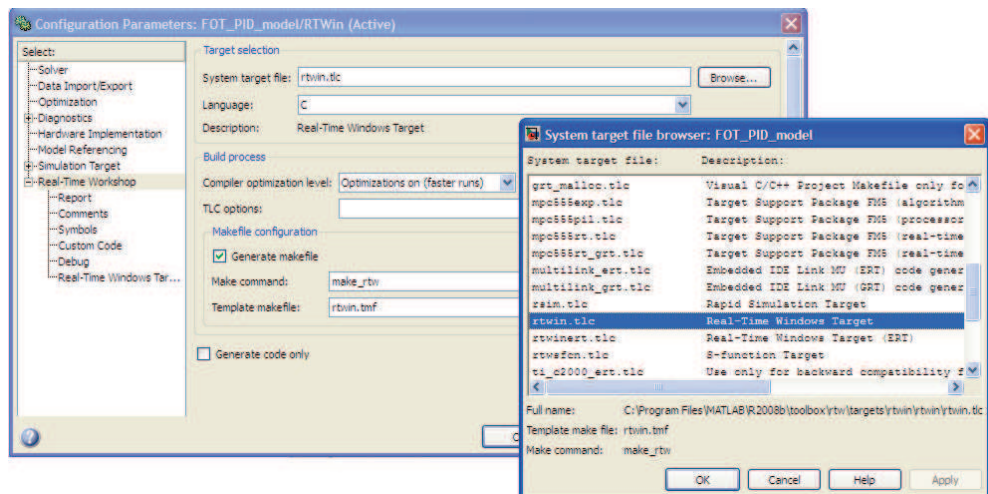 Configuration Parameters: FOT_PID_model/RTWin (Active)
Select:
Solver
Data Import/Export
Optimization
Diagnostics
Hardware Implementation
Model Referencing
Simulation Target
Real-Time Workshop
Report
Comments
Symbols
Custom Code
Debug
Real-Time Windows Tar...
Target selection
System target file: rtwin.tlc Browse...
Language: C
Description: Real-Time Windows Target
Build process
Compiler optimization level: Optimizations on (faster runs)
TLC options:
Makefile configuration
Generate makefile
Make command: make_rtw
Template makefile: rtwin.tmf
Generate code only
System target file browser: FOT_PID_model
System target file: Description:
grt_malloc.tlc Visual C/C++ Project Makefile only fo
mpc555exp.tlc Target Support Package FM5 (algorithm
mpc555pil.tlc Target Support Package FM5 (processor
mpc555rt.tlc Target Support Package FM5 (real-time
mpc555rt_grt.tlc Target Support Package FM5 (real-time
multilink_ert.tlc Embedded IDE Link MU (ERT) code gener
multilink_grt.tlc Embedded IDE Link MU (GRT) code gener
rsim.tlc Rapid Simulation Target
rtwin.tlc Real-Time Windows Target
rtwinert.tlc Real-Time Windows Target (ERT)
rtwsfcn.tlc S-function Target
ti_c2000_ert.tlc Use only for backward compatibility f
Full name: C:\Program Files\MATLAB\R2008b\toolbox\rtw\targets\rtwin\rtwin\rtwin.tlc
Template make file: rtwin.tmf
Make command: make_rtw
OK Cancel Help Apply